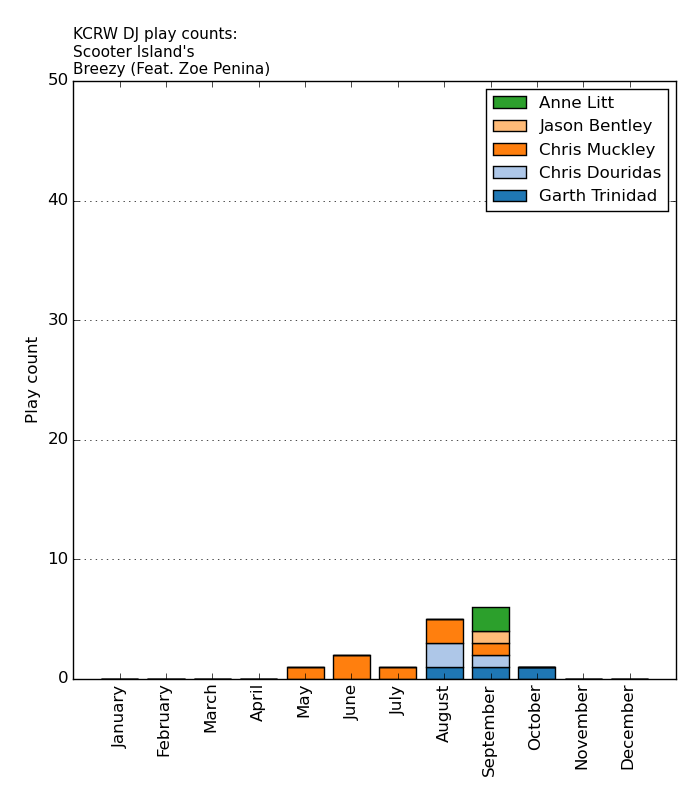 KCRW DJ play counts:
Scooter Island's
Breezy (Feat. Zoe Penina)
50
40
30
20
10
0
Play count
Anne Litt
Jason Bentley
Chris Muckley
Chris Douridas
Garth Trinidad
January
February
March
April
May
June
July
August
September
October
November
December